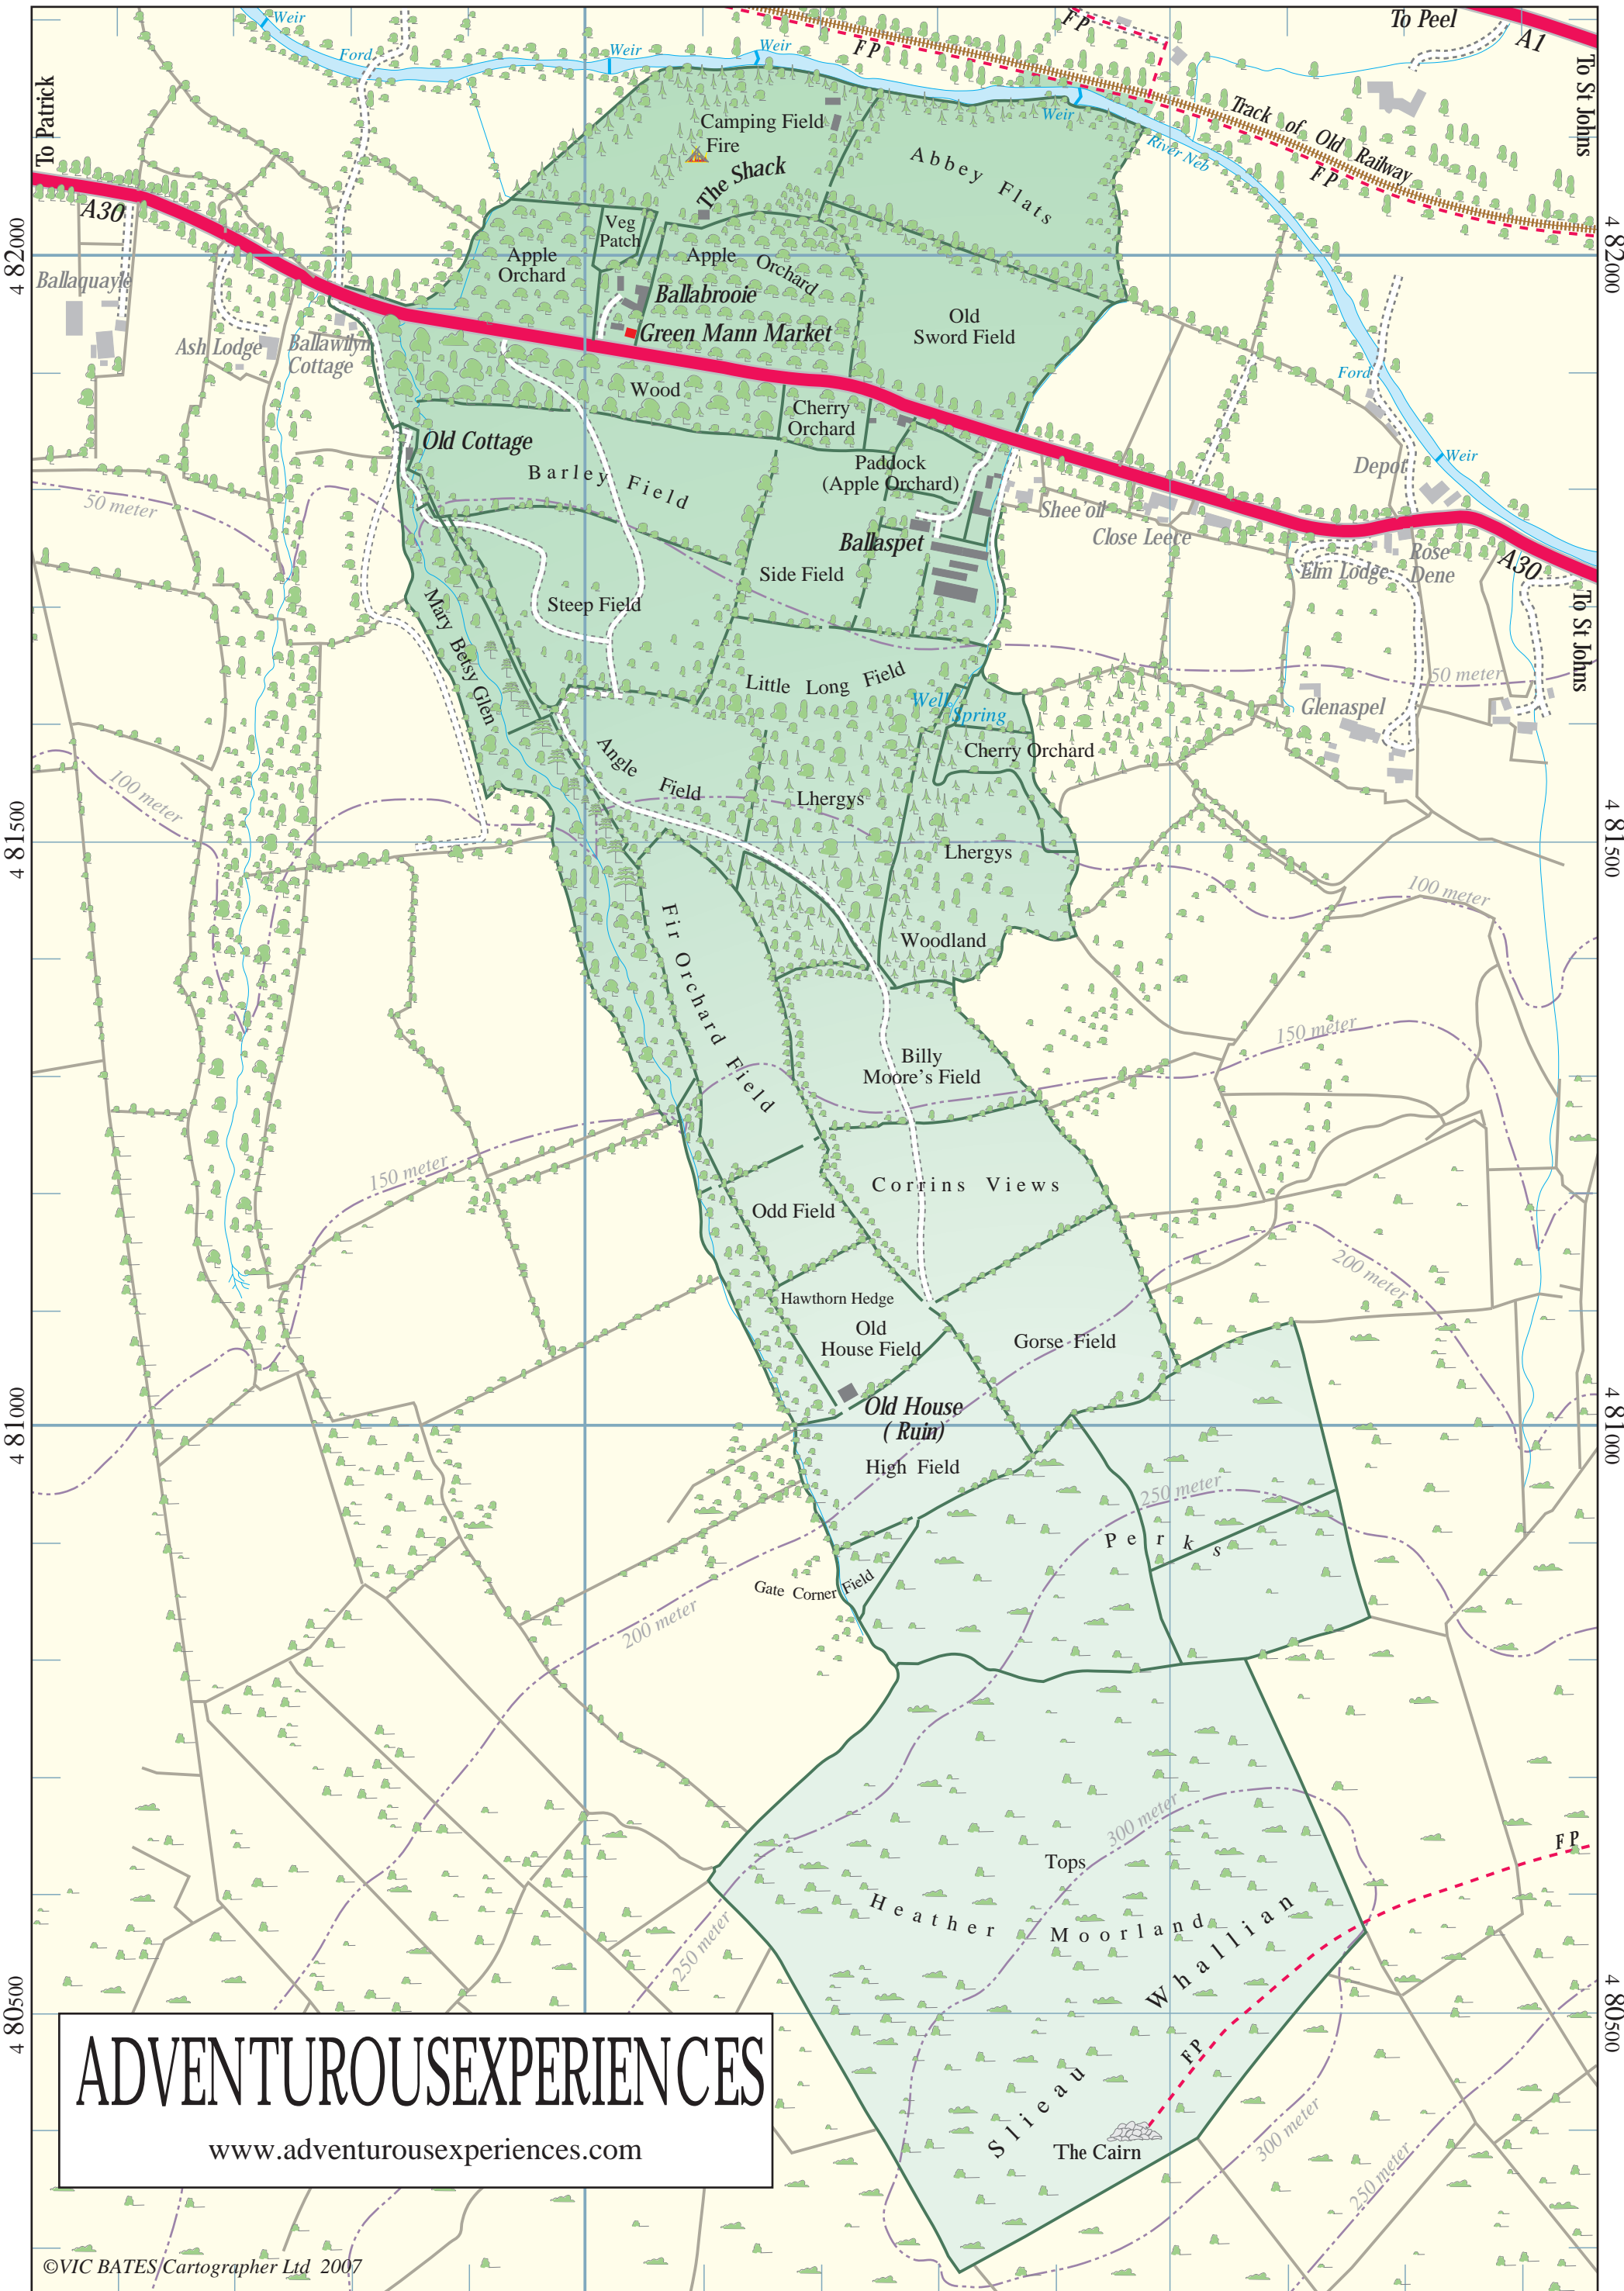 To Peel
A1
To St Johns
Weir
Ford
Weir
Weir
FP
FP
Weir
River Neb
Track of Old Railway
FP
To Patrick
A30
4 82000
4 82000
Camping Field
Fire
The Shack
Abbey Flats
Veg
Patch
Apple
Orchard
Apple Orchard
Ballabrooie
Green Mann Market
Old
Sword Field
Ballaquayle
Ash Lodge
Ballawilyn
Cottage
Wood
Cherry
Orchard
Ford
Old Cottage
Barley Field
Paddock
(Apple Orchard)
Depot
Weir
50 meter
Shee oil
Close Leece
Ballaspet
Elm Lodge
Rose
Dene
A30
To St Johns
Side Field
Steep Field
Mary Betsy Glen
Little Long Field
Well
Spring
50 meter
Glenaspel
Cherry Orchard
Angle Field
100 meter
Lhergys
Lhergys
4 81500
4 81500
100 meter
Fir Orchard Field
Woodland
150 meter
Billy
Moore's Field
150 meter
Corrins Views
Odd Field
200 meter
Hawthorn Hedge
Old
House Field
Gorse Field
Old House
( Ruin)
4 81000
4 81000
High Field
250 meter
Perks
Gate Corner Field
200 meter
300 meter
Tops
FP
Heather Moorland
250 meter
Slieau Whallian
4 80500
4 80500
FP
The Cairn
300 meter
250 meter
ADVENTUROUSEXPERIENCES
www.adventurousexperiences.com
©VIC BATES Cartographer Ltd 2007